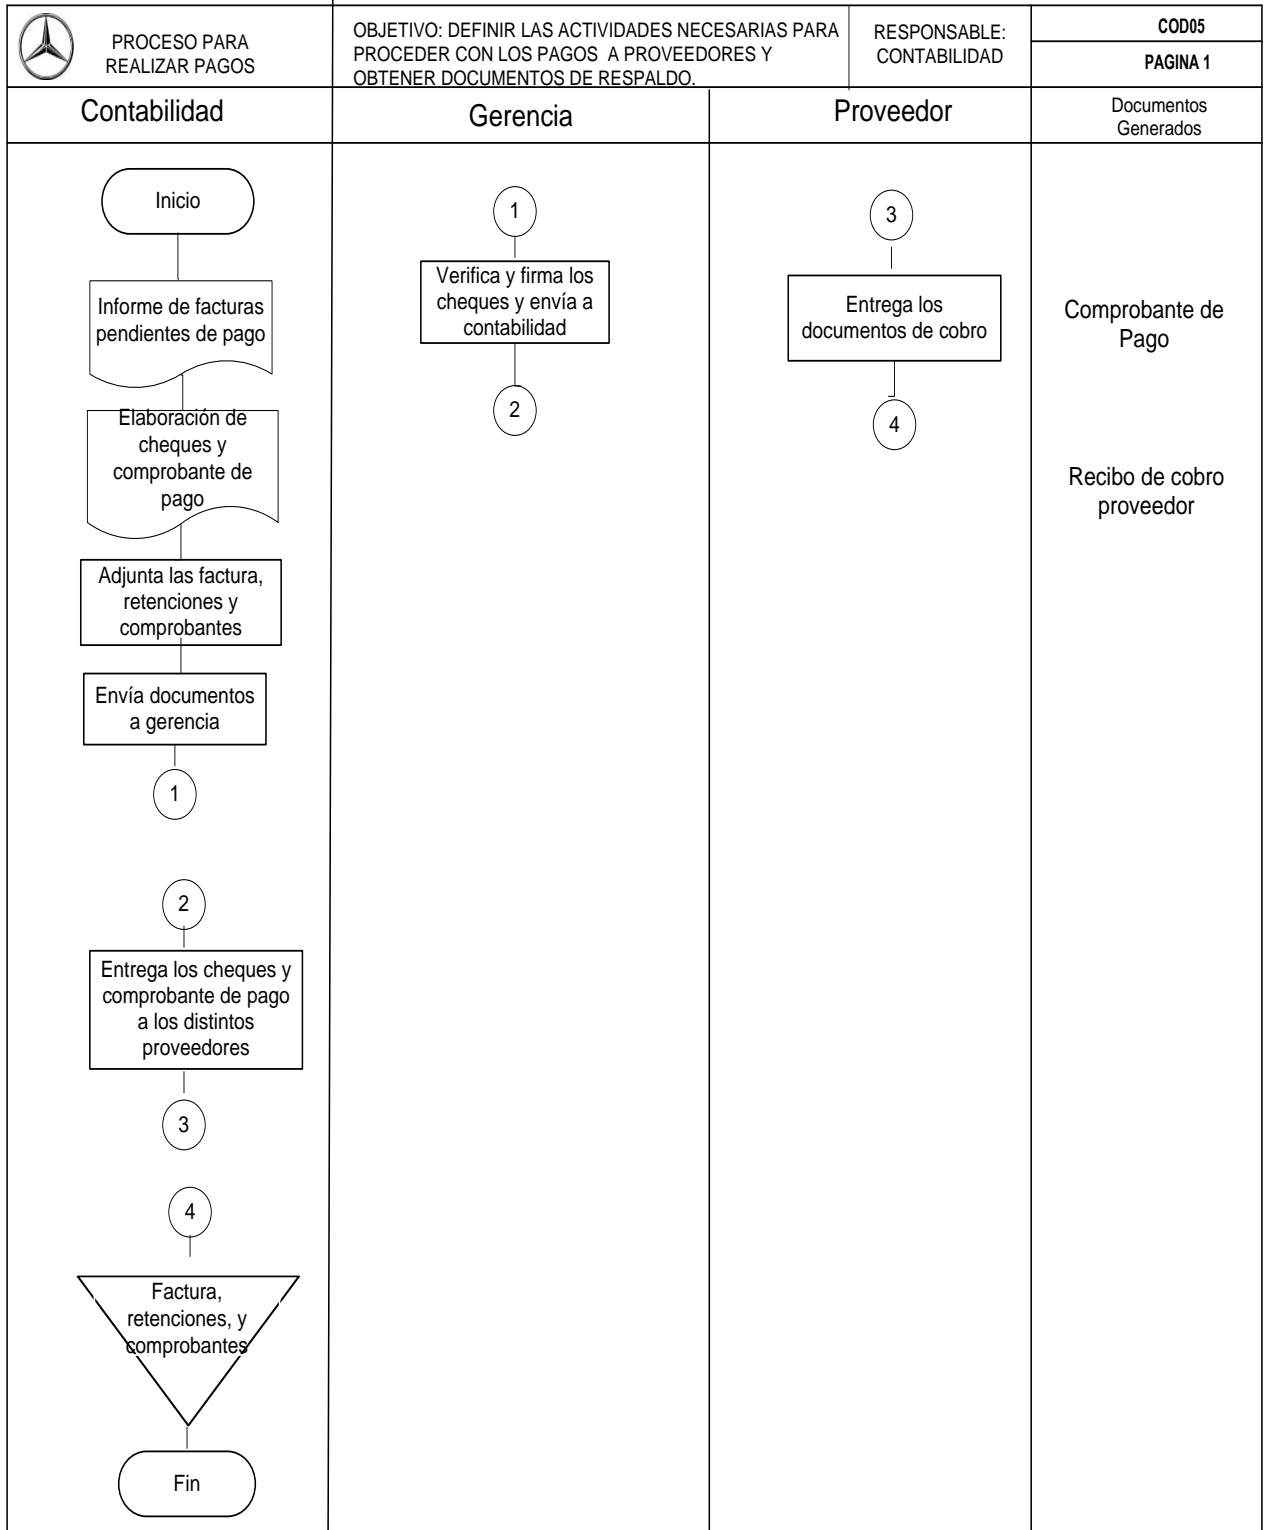 PROCESO PARA
REALIZAR PAGOS
OBJETIVO: DEFINIR LAS ACTIVIDADES NECESARIAS PARA
PROCEDER CON LOS PAGOS A PROVEEDORES Y
OBTENER DOCUMENTOS DE RESPALDO.
RESPONSABLE:
CONTABILIDAD
COD05
PAGINA 1
Contabilidad
Gerencia
Proveedor
Documentos
Generados
Inicio
Informe de facturas
pendientes de pago
Elaboración de
cheques y
comprobante de
pago
Adjunta las factura,
retenciones y
comprobantes
Envía documentos
a gerencia
1
2
Entrega los cheques y
comprobante de pago
a los distintos
proveedores
3
4
Factura,
retenciones, y
comprobantes
Fin
1
Verifica y firma los
cheques y envía a
contabilidad
2
3
Entrega los
documentos de cobro
4
Comprobante de
Pago
Recibo de cobro
proveedor